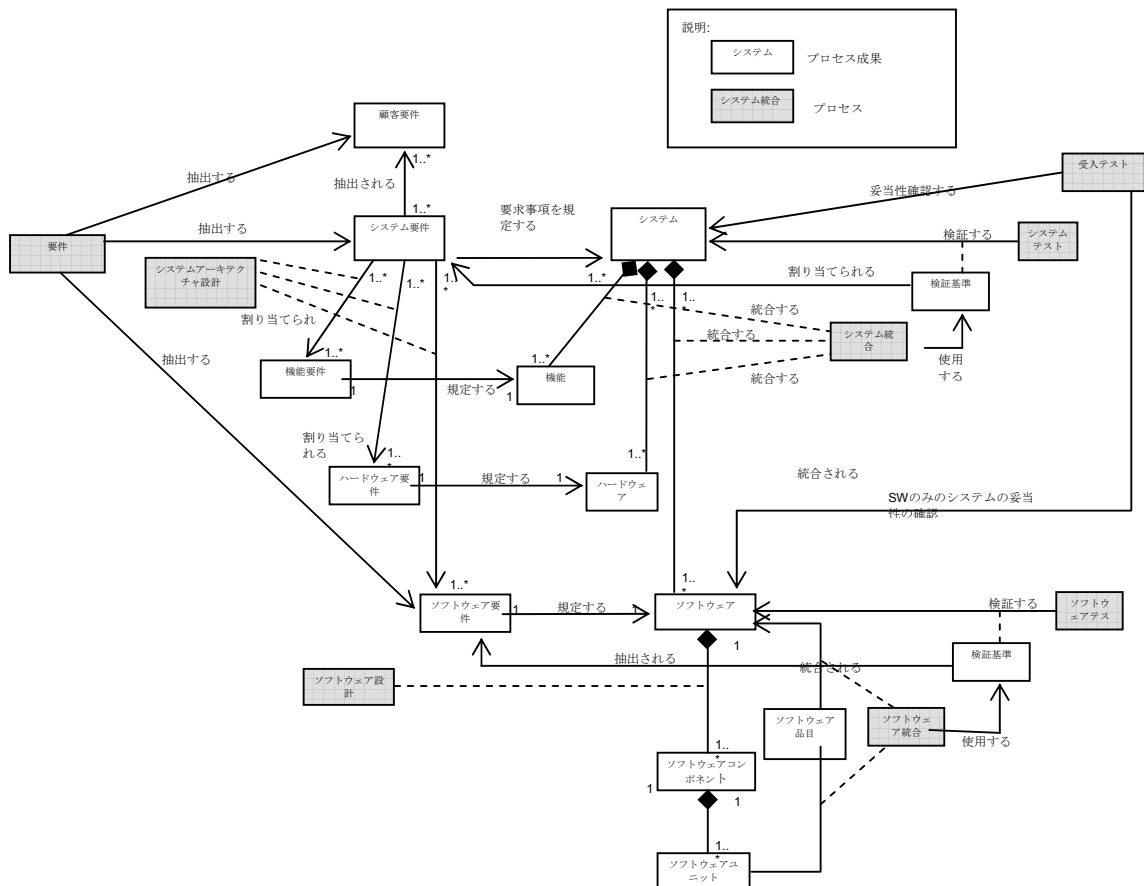 説明:
システム
プロセス成果
システム統合
プロセス
顧客要件
1..*
抽出する
抽出される
受入テスト
妥当性確認する
1..*
要求事項を規
定する
システム
抽出する
システム要件
システム
テスト
検証する
要件
システムアーキテク
チャ設計
1..*
1..*
1..
*
1..*
1..
*
1..
*
割り当てられる
検証基準
割り当てられ
統合する
統合する
統合する
システム統
合
使用
する
抽出する
1..*
機能要件
1
規定する
1..*
機能
1
割り当てら
れる
1..
*
ハードウェア要
件
1
規定する
1
1..*
ハードウェ
ア
統合される
SWのみのシステムの妥当
性の確認
1..*
ソフトウェア要
件
1
規定する
1..
*
*
ソフトウェア
1
検証する
ソフトウ
ェアテス
検証基準
抽出される
統合される
ソフトウェア設
計
ソフトウェア
品目
ソフトウェ
ア統合
使用する
1..
*
ソフトウェアコン
ポネント
1
1
1..
*
ソフトウェアユ
ニット